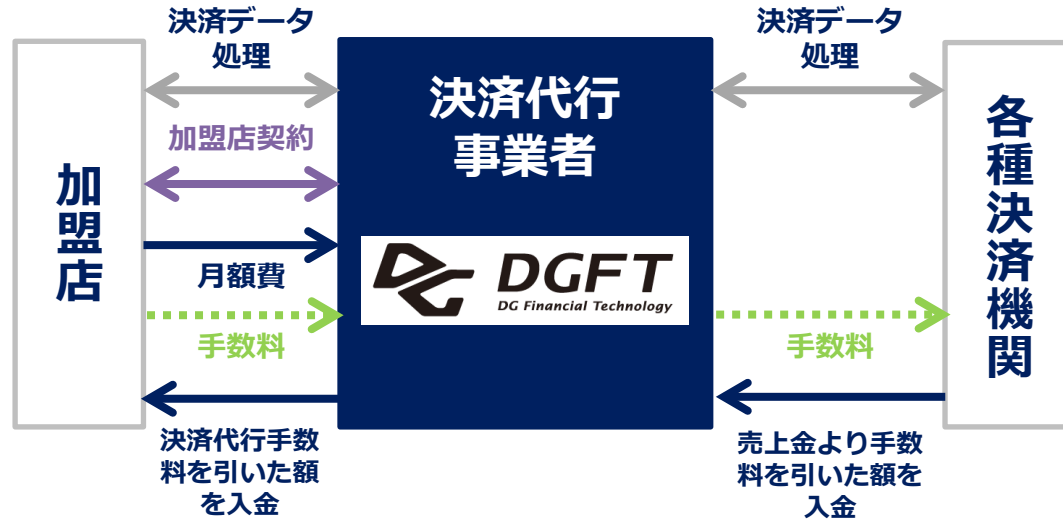 加盟店
決済データ
処理
加盟店契約
月額費
手数料
決済代行手数
料を引いた額
を入金
決済代行
事業者
DGFT
DG Financial Technology
決済データ
処理
手数料
売上金より手数
料を引いた額を
入金
各種決済機関